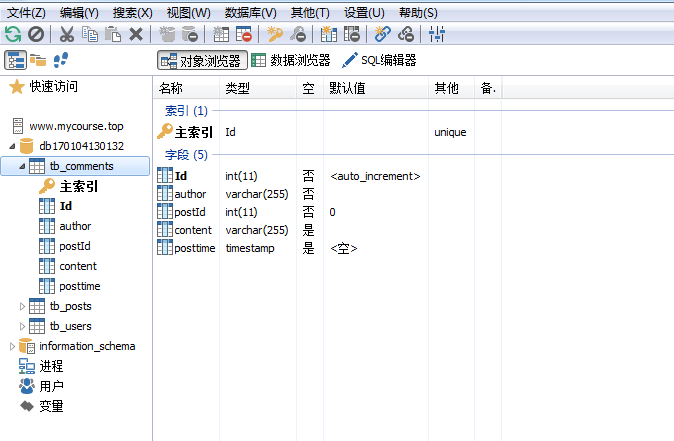 文件(Z) 编辑(Y) 搜索(X) 视图(W) 数据库(V) 其他(T) 设置(U) 帮助(S)
对象浏览器 数据浏览器 SQL编辑器
快速访问
www.mycourse.top
db170104130132
tb_comments
主索引
Id
author
postId
content
posttime
tb_posts
tb_users
information_schema
进程
用户
变量
名称 类型 空 默认值 其他 备.
索引 (1)
主索引 Id unique
字段 (5)
Id int(11) 否 <auto_increment>
author varchar(255) 否
postId int(11) 否 0
content varchar(255) 是
posttime timestamp 是 <空>